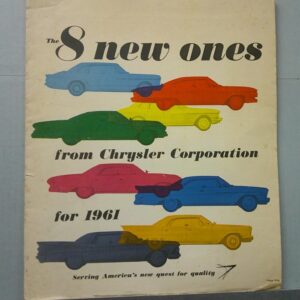 The 8 new ones
from Chrysler Corporation
for 1961
Serving America's new quest for quality